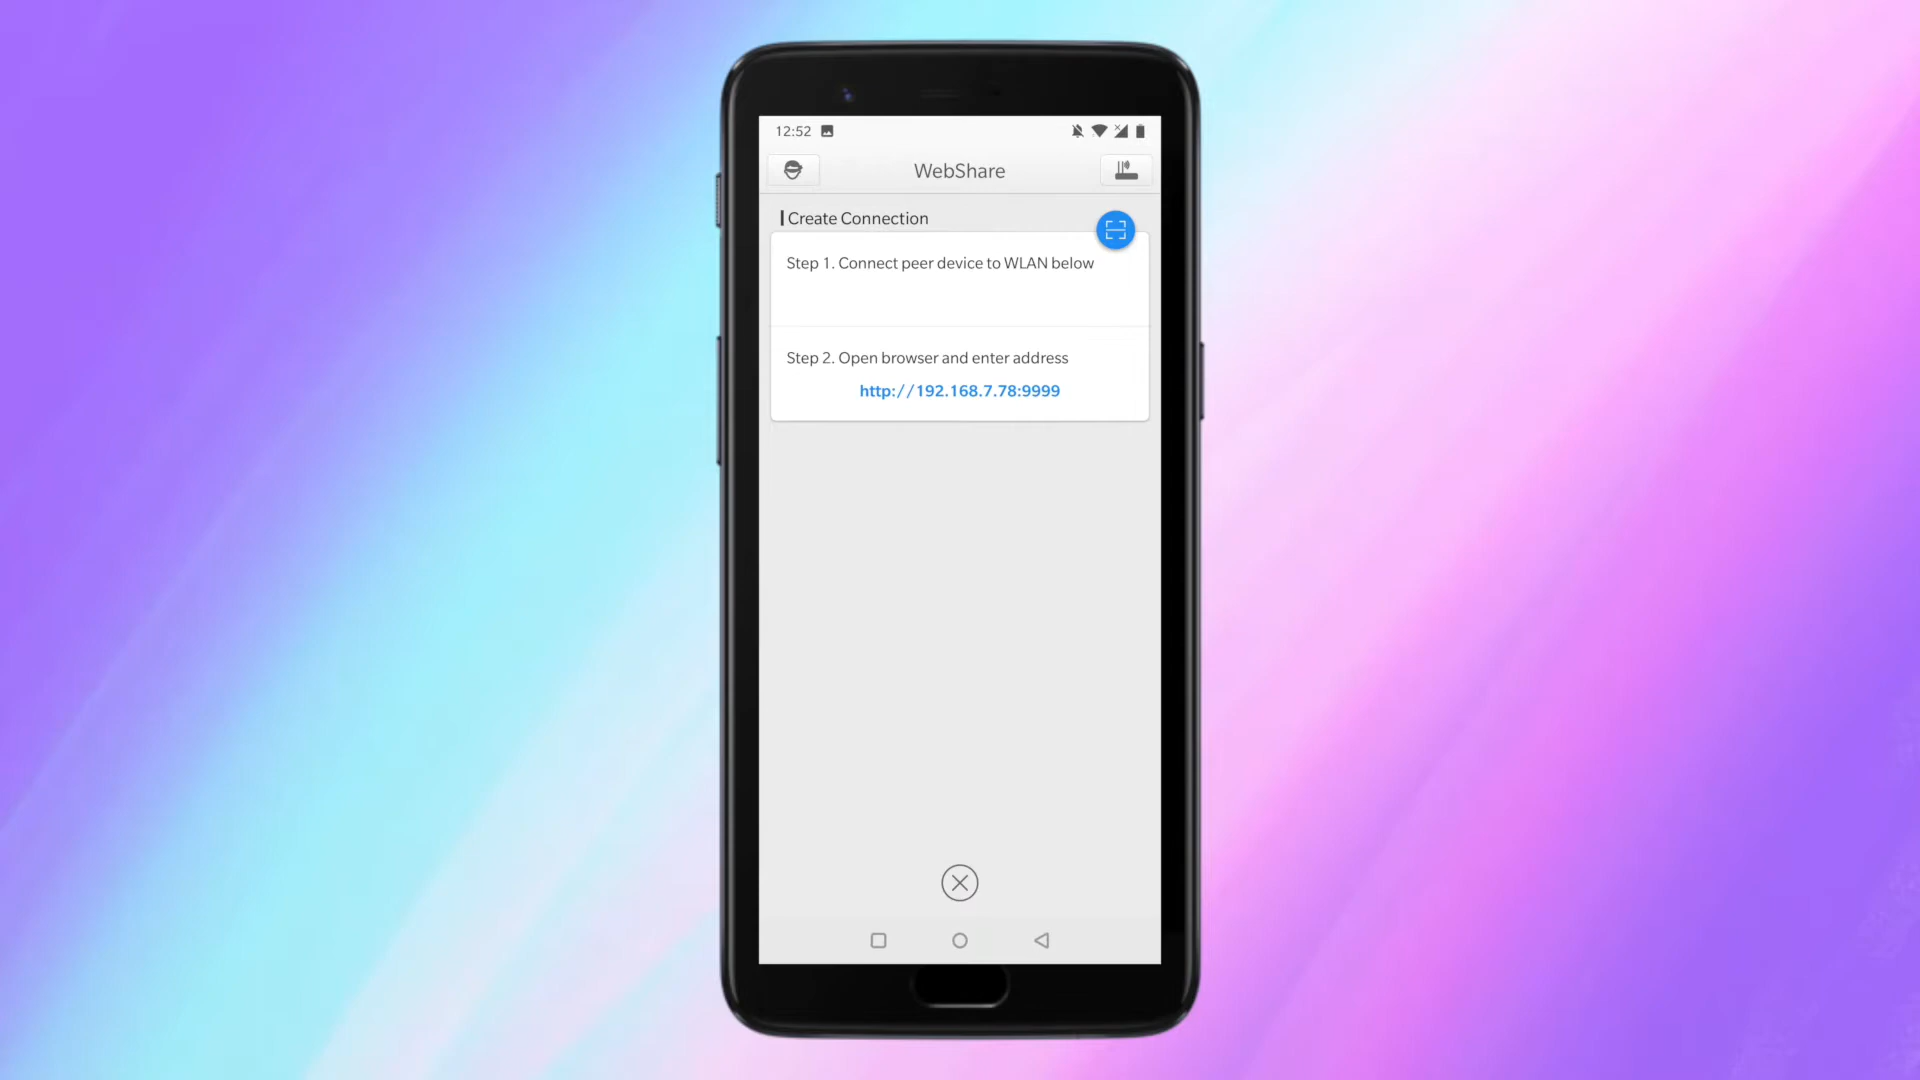 12:52
WebShare
Create Connection
Step 1. Connect peer device to WLAN below
Step 2. Open browser and enter address
http://192.168.7.78:9999